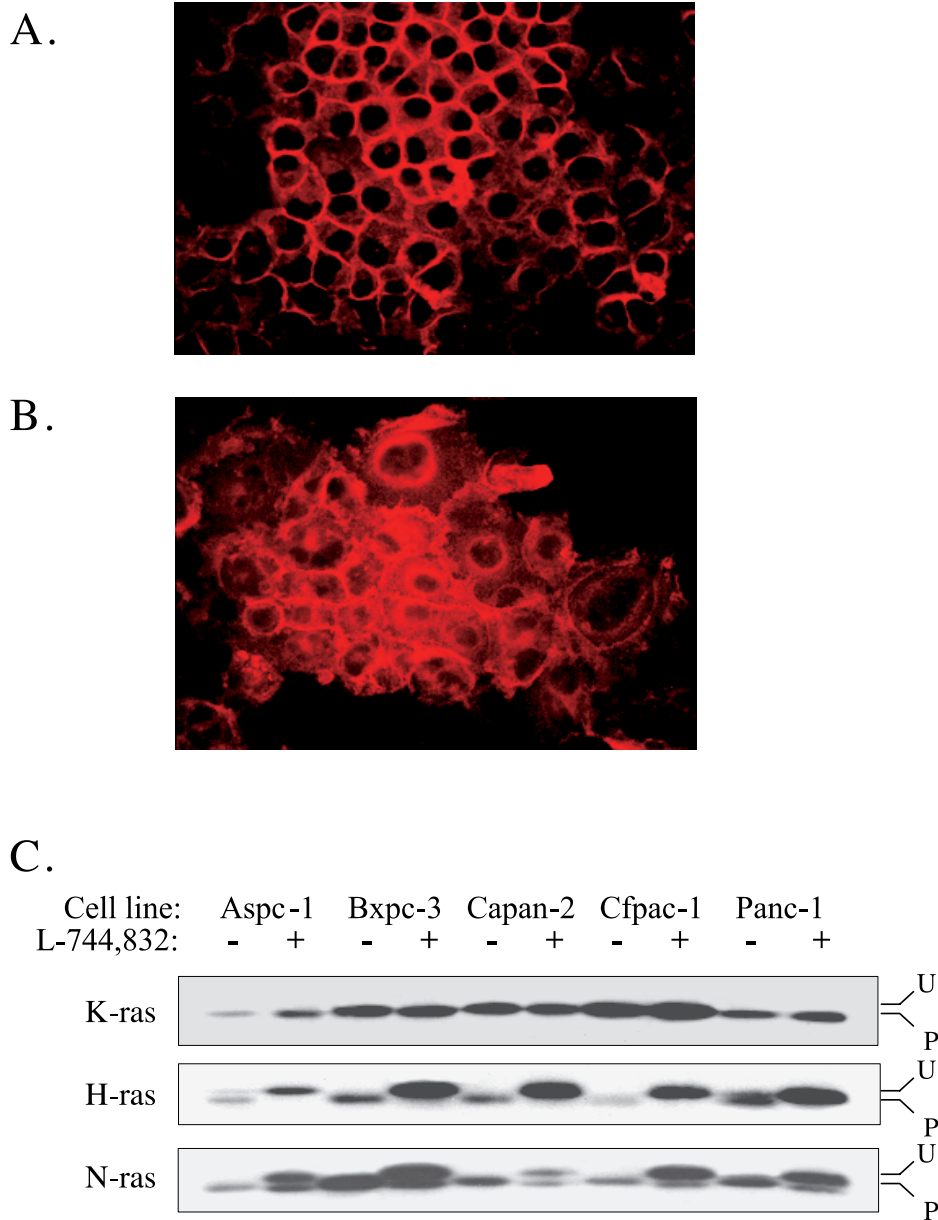 A.
B.
C.
Cell line: Aspc-1 Bxpc-3 Capan-2 Cfpac-1 Panc-1
L-744,832: - + - + - + - + - +
K-ras U P
H-ras U P
N-ras U P